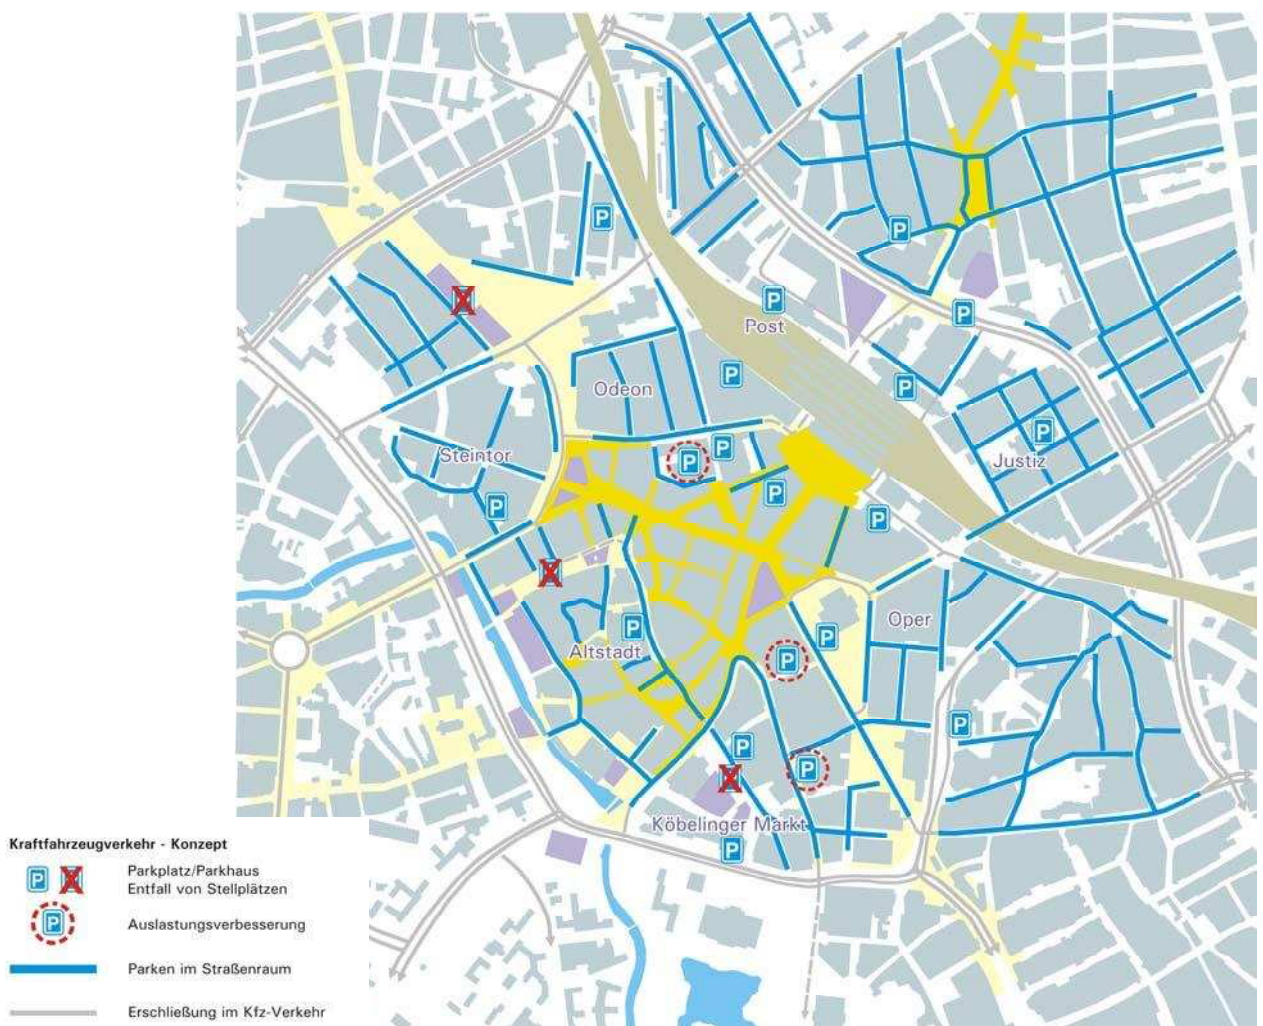 P
P
P
P
Post
P
P
Odeon
P
P
P
Steintor
P
Justiz
P
P
P
Oper
P
P
Altstadt
P
P
P
P
Köbelinger Markt
P
Kraftfahrzeugverkehr - Konzept
P
Parkplatz/Parkhaus
Entfall von Stellplätzen
P
Auslastungsverbesserung
Parken im Straßenraum
Erschließung im Kfz-Verkehr